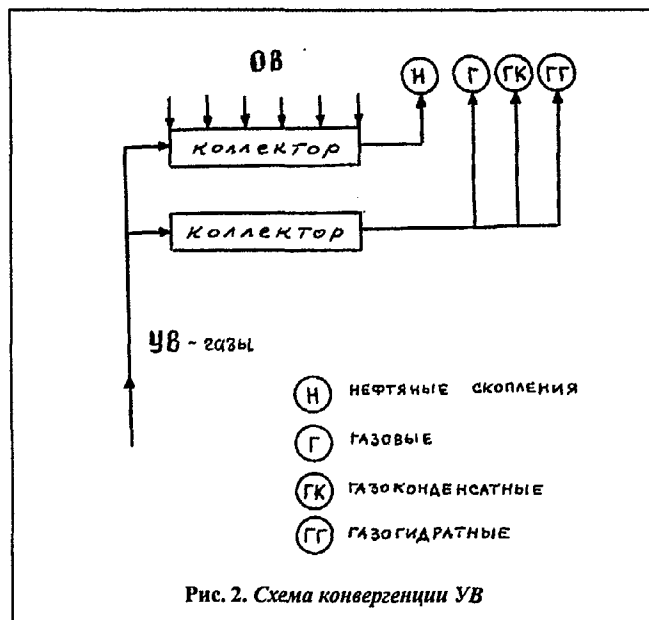 ОВ
Н Г ГК ГГ
коллектор
коллектор
УВ - газы
Н НЕФТЯНЫЕ СКОПЛЕНИЯ
Г ГАЗОВЫЕ
ГК ГАЗОКОНДЕНСАТНЫЕ
ГГ ГАЗОГИДРАТНЫЕ
Рис. 2. Схема конвергенции УВ